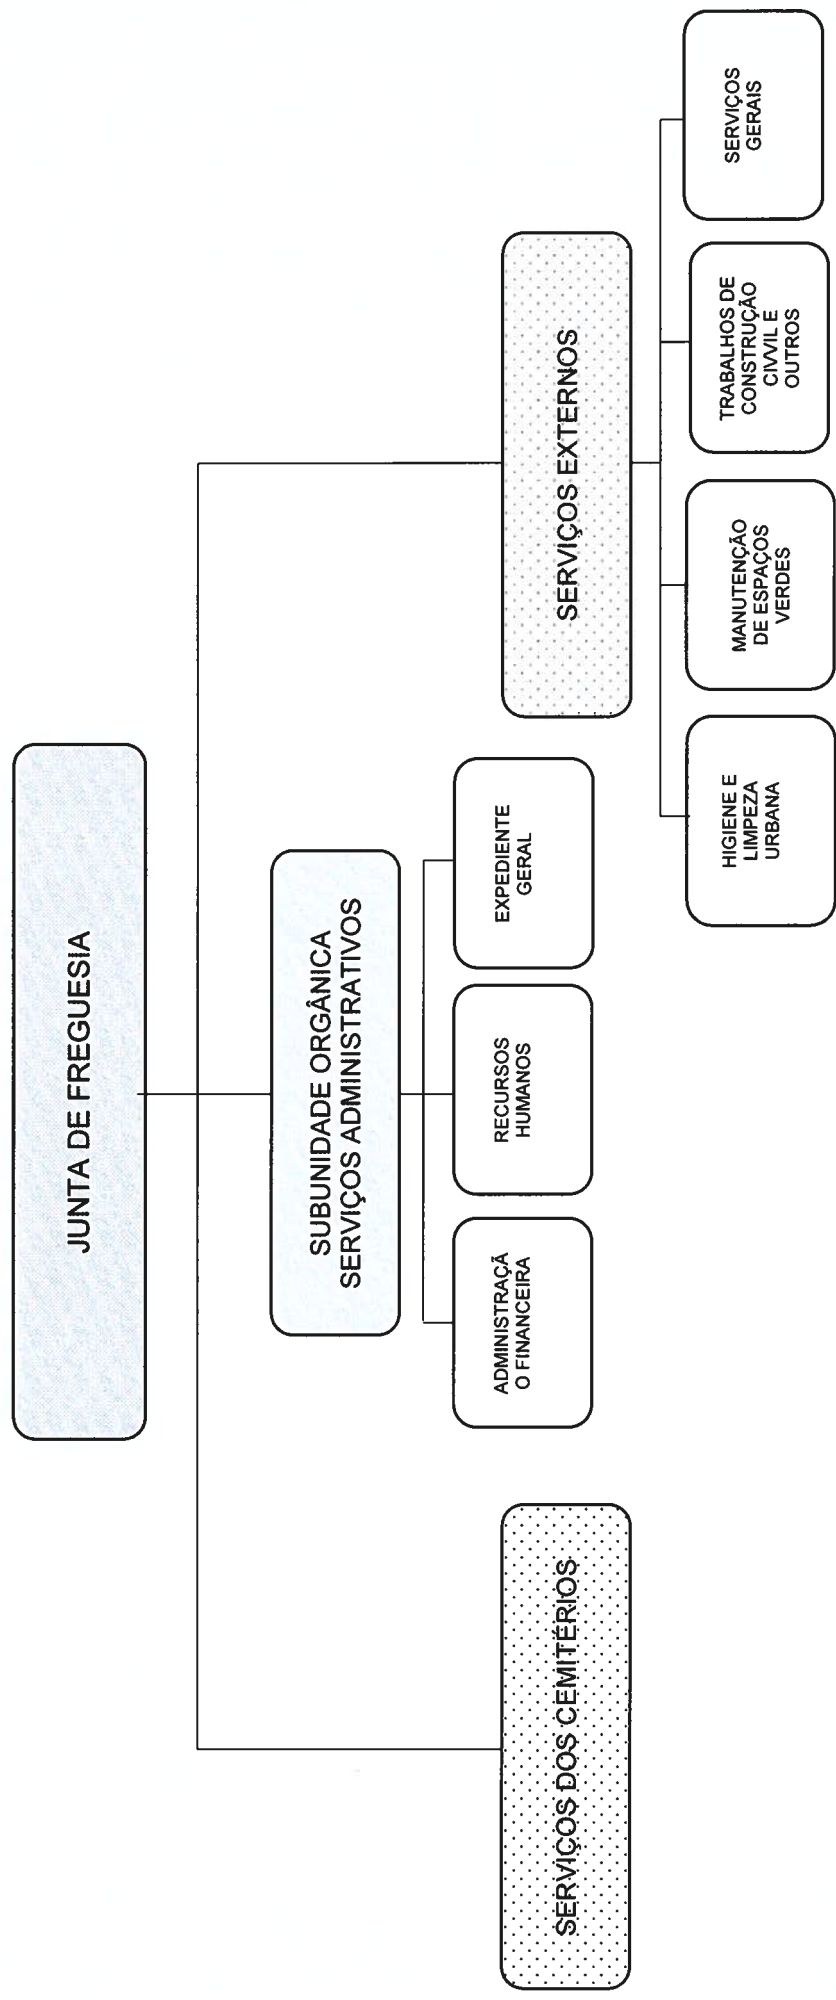 JUNTA DE FREGUESIA
SUBUNIDADE ORGÂNICA
SERVIÇOS ADMINISTRATIVOS
ADMINISTRAÇÃ
O FINANCEIRA
RECURSOS
HUMANOS
EXPEDIENTE
GERAL
SERVIÇOS DOS CEMITÉRIOS
SERVIÇOS EXTERNOS
HIGIENE E
LIMPEZA
URBANA
MANUTENÇÃO
DE ESPAÇOS
VERDES
TRABALHOS DE
CONSTRUÇÃO
CIVVIL E
OUTROS
SERVIÇOS
GERAIS